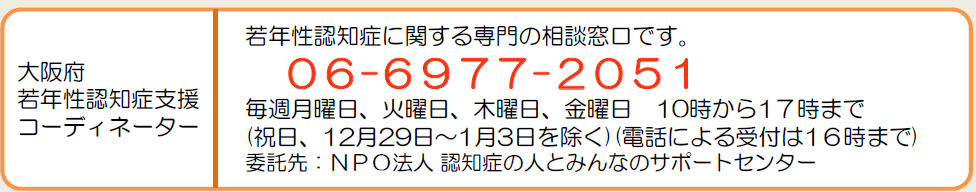 大阪府
若年性認知症支援
コーディネーター
若年性認知症に関する専門の相談窓口です。
06-6977-2051
毎週月曜日、火曜日、木曜日、金曜日　10時から17時まで
(祝日、12月29日～1月3日を除く)(電話による受付は16時まで)
委託先：ＮＰＯ法人 認知症の人とみんなのサポートセンター